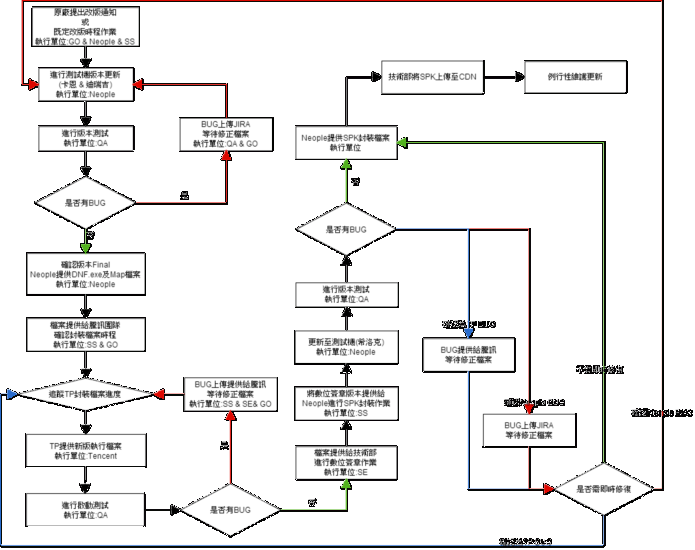 原廠提出改版通知
或
既定改版時程作業
執行單位:GO & Neople & SS
進行測試機版本更新
(卡恩 & 迪瑞吉)
執行單位:Neople
進行版本測試
執行單位:QA
BUG上傳JIRA
等待修正檔案
執行單位:QA & GO
是
是否有BUG
否
確認版本Final
Neople提供DNF.exe及Map檔案
執行單位:Neople
檔案提供給騰訊團隊
確認封裝檔案時程
執行單位:SS & GO
追蹤TP封裝檔案進度
BUG上傳提供給騰訊
等待修正檔案
執行單位:SS & SE& GO
是
TP提供新版執行檔案
執行單位:Tencent
進行啟動測試
執行單位:QA
是否有BUG
否
檔案提供給技術部
進行數位簽章作業
執行單位:SE
將數位簽章版本提供給
Neople進行SPK封裝作業
執行單位:SS
更新至測試機(希洛克)
執行單位:Neople
進行版本測試
執行單位:QA
是否有BUG
否
Neople提供SPK封裝檔案
執行單位
技術部將SPK上傳至CDN
例行性維護更新
BUG提供給騰訊
等待修正檔案
BUG上傳JIRA
等待修正檔案
是否需即時修復